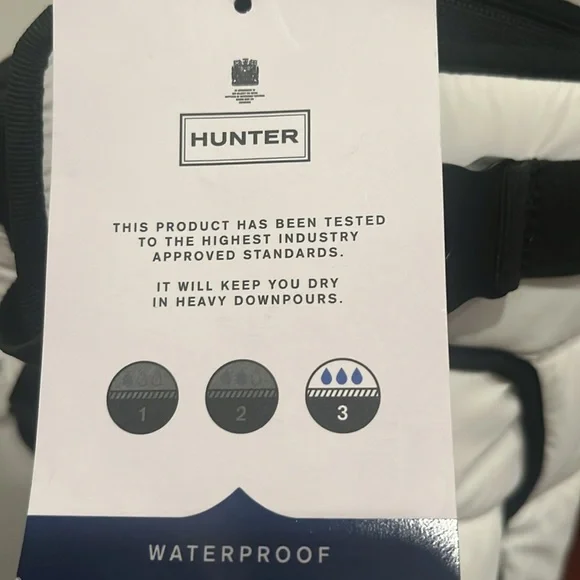 HUNTER
THIS PRODUCT HAS BEEN TESTED
TO THE HIGHEST INDUSTRY
APPROVED STANDARDS.
IT WILL KEEP YOU DRY
IN HEAVY DOWNPOURS.
1 2 3
WATERPROOF